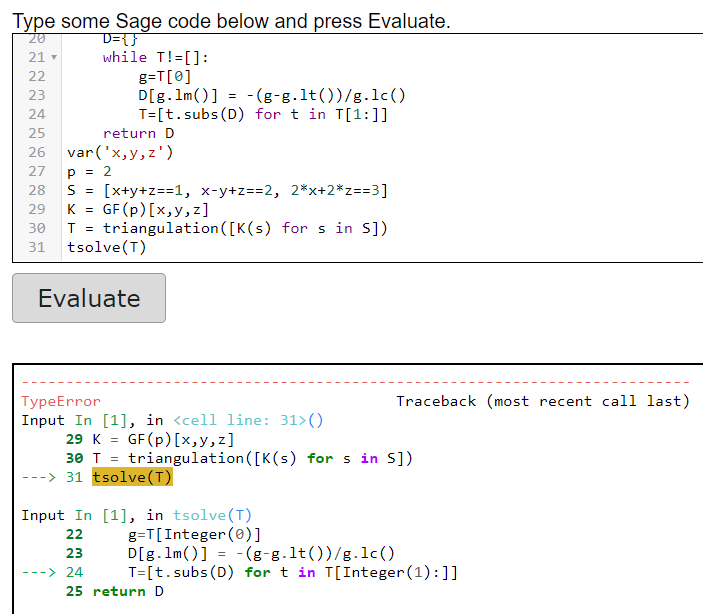 Type some Sage code below and press Evaluate.
20 D={}
21 while T!=[]:
22 g=T[0]
23 D[g.lm()] = -(g-g.lt())/g.lc()
24 T=[t.subs(D) for t in T[1:]]
25 return D
26 var('x,y,z')
27 p = 2
28 S = [x+y+z==1, x-y+z==2, 2*x+2*z==3]
29 K = GF(p)[x,y,z]
30 T = triangulation([K(s) for s in S])
31 tsolve(T)
Evaluate
---------------------------------------------------------------------------
TypeError Traceback (most recent call last)
Input In [1], in <cell line: 31>()
29 K = GF(p)[x,y,z]
30 T = triangulation([K(s) for s in S])
---> 31 tsolve(T)
Input In [1], in tsolve(T)
22 g=T[Integer(0)]
23 D[g.lm()] = -(g-g.lt())/g.lc()
---> 24 T=[t.subs(D) for t in T[Integer(1):]]
25 return D